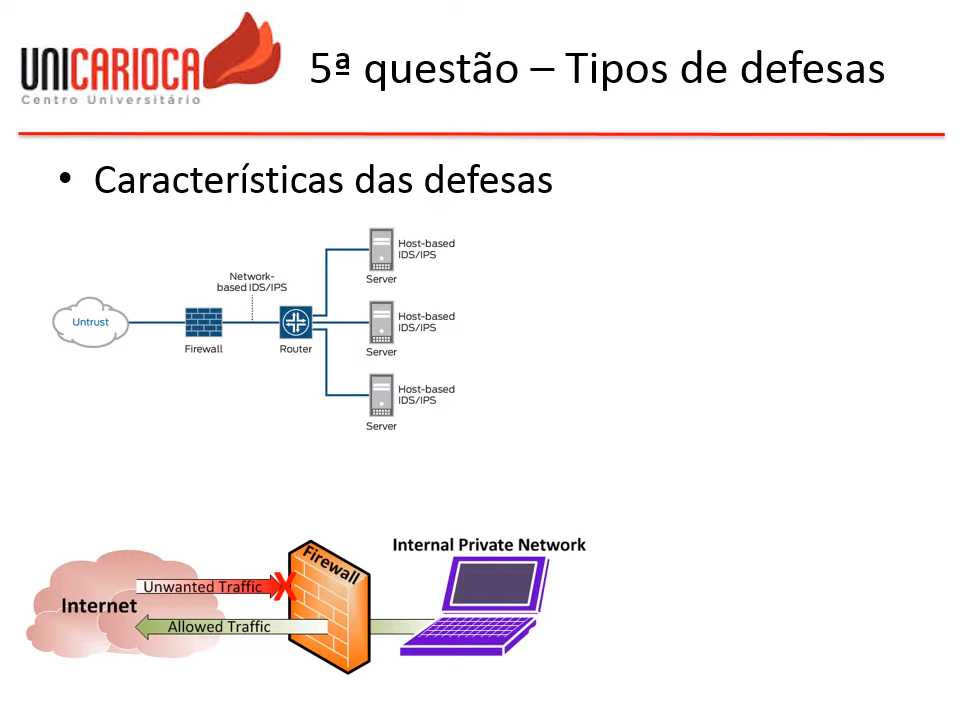 UNICARIOCA
Centro Universitário
5ª questão – Tipos de defesas
• Características das defesas
Host-based
IDS/IPS
Server
Network-
based IDS/IPS
Untrust
Firewall
Router
Host-based
IDS/IPS
Server
Host-based
IDS/IPS
Server
Internal Private Network
Firewall
Unwanted Traffic
X
Internet
Allowed Traffic